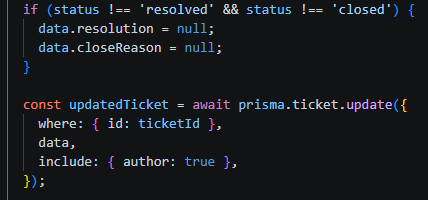 if (status !== 'resolved' && status !== 'closed') {
data.resolution = null;
data.closeReason = null;
}
const updatedTicket = await prisma.ticket.update({
where: { id: ticketId },
data,
include: { author: true },
});